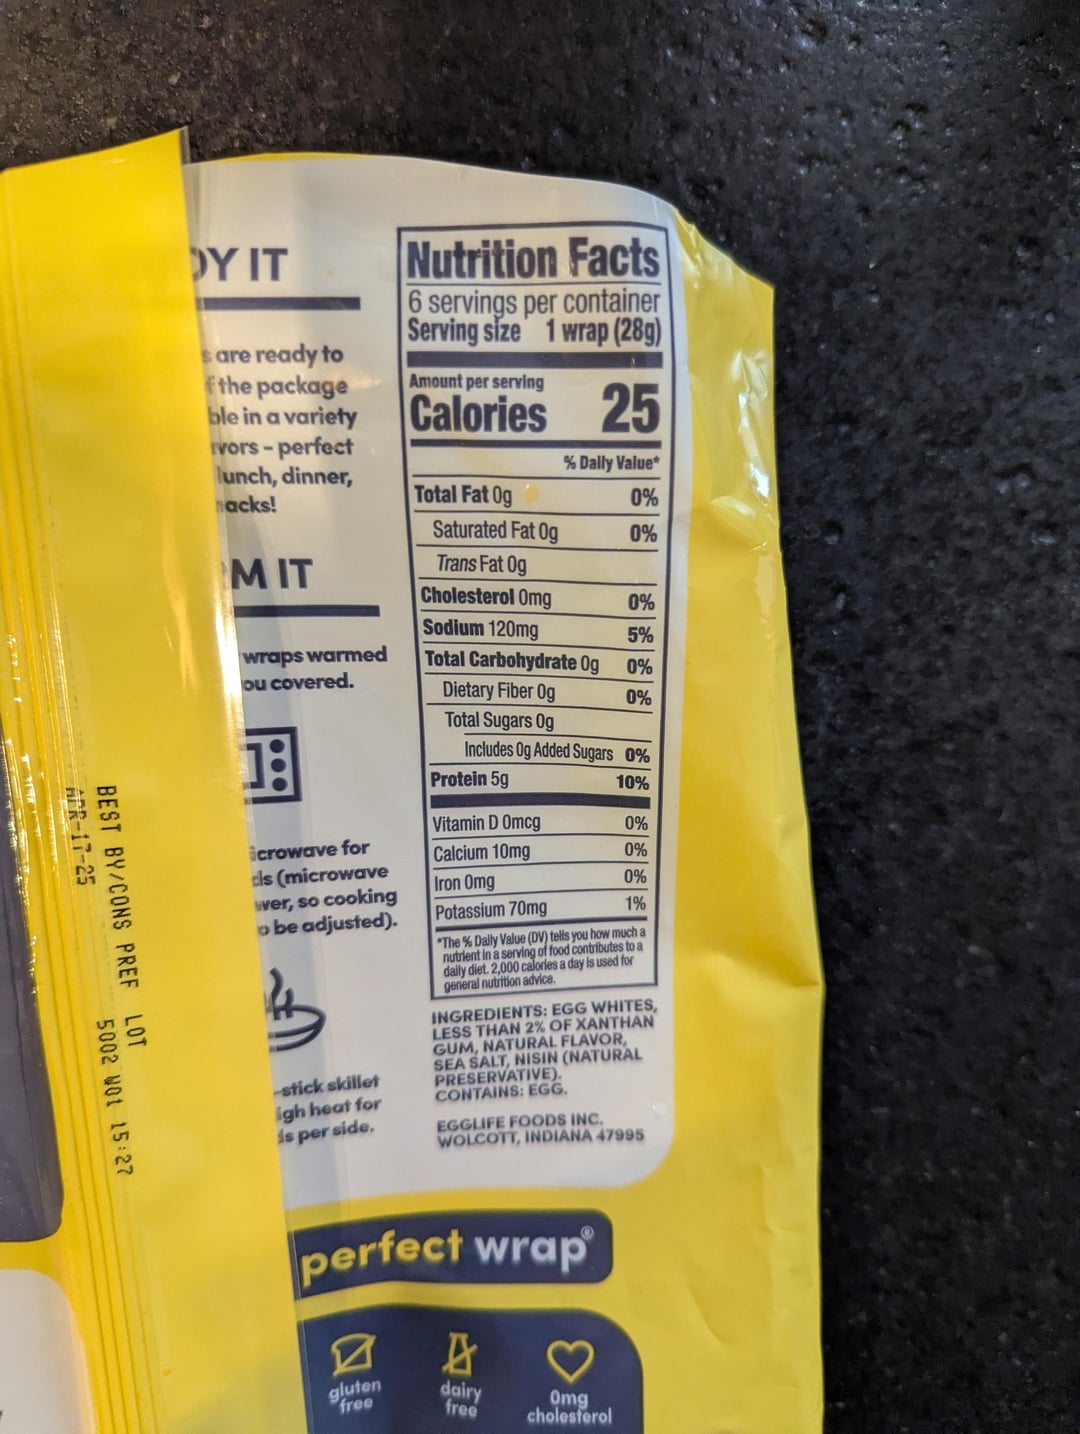 OY IT
s are ready to
f the package
ble in a variety
vors - perfect
lunch, dinner,
acks!
M IT
wraps warmed
ou covered.
icrowave for
ds (microwave
wer, so cooking
o be adjusted).
-stick skillet
igh heat for
ds per side.
Nutrition Facts
6 servings per container
Serving size 1 wrap (28g)
Amount per serving
Calories 25
% Daily Value*
Total Fat 0g 0%
Saturated Fat 0g 0%
Trans Fat 0g
Cholesterol 0mg 0%
Sodium 120mg 5%
Total Carbohydrate 0g 0%
Dietary Fiber 0g 0%
Total Sugars 0g
Includes 0g Added Sugars 0%
Protein 5g 10%
Vitamin D 0mcg 0%
Calcium 10mg 0%
Iron 0mg 0%
Potassium 70mg 1%
*The % Daily Value (DV) tells you how much a
nutrient in a serving of food contributes to a
daily diet. 2,000 calories a day is used for
general nutrition advice.
INGREDIENTS: EGG WHITES,
LESS THAN 2% OF XANTHAN
GUM, NATURAL FLAVOR,
SEA SALT, NISIN (NATURAL
PRESERVATIVE).
CONTAINS: EGG.
EGGLIFE FOODS INC.
WOLCOTT, INDIANA 47995
BEST BY/CONS PREF LOT
APR-17-25 5002 W01 15:27
perfect wrap®
gluten
free
dairy
free
0mg
cholesterol